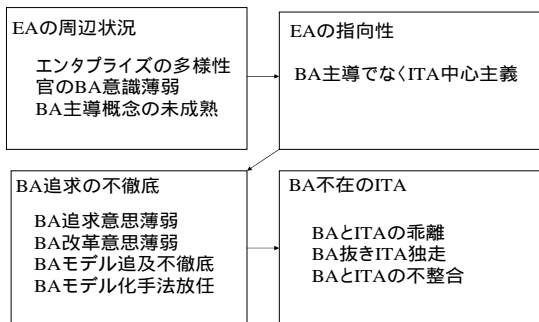 EAの周辺状況
エンタプライズの多様性
官のBA意識薄弱
BA主導概念の未成熟
EAの指向性
BA主導でなくITA中心主義
BA追求の不徹底
BA追求意思薄弱
BA改革意思薄弱
BAモデル追及不徹底
BAモデル化手法放任
BA不在のITA
BAとITAの乖離
BA抜きITA独走
BAとITAの不整合